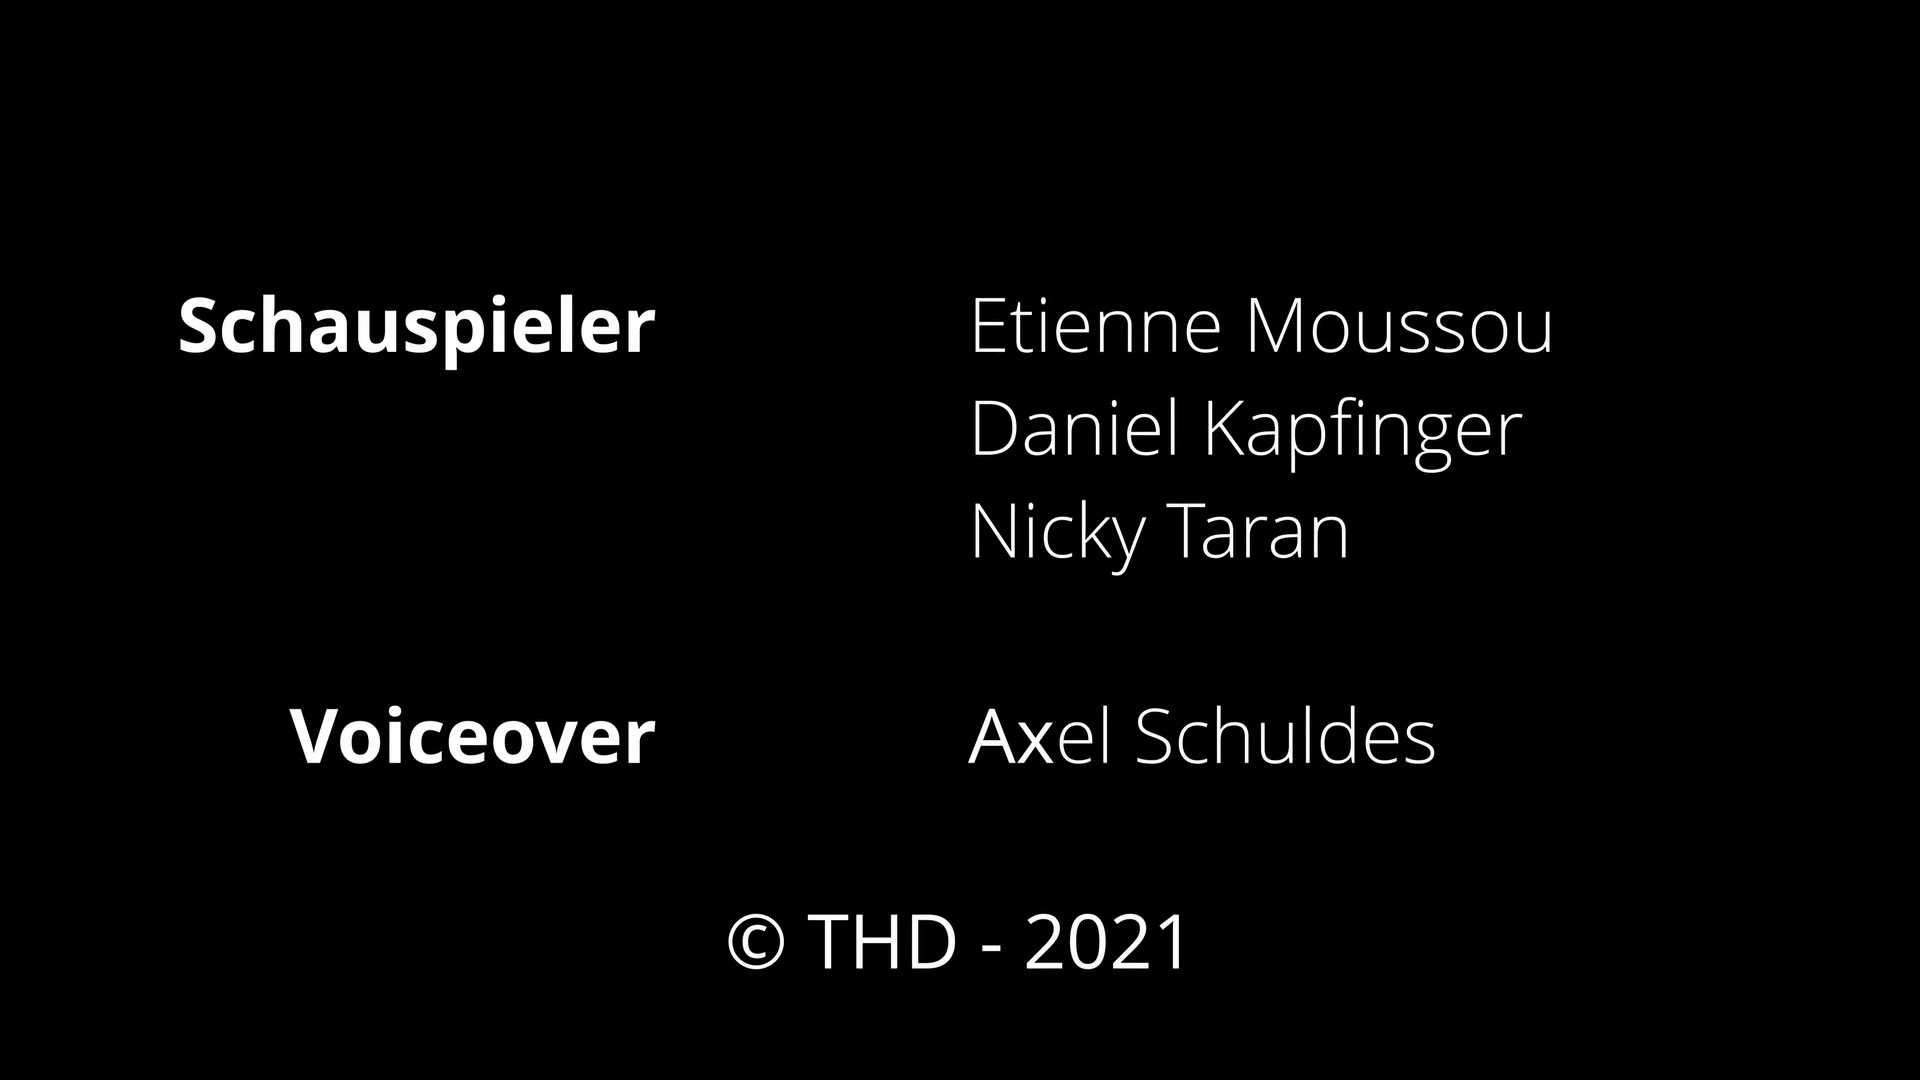 Schauspieler Etienne Moussou
Daniel Kapfinger
Nicky Taran
Voiceover Axel Schuldes
© THD - 2021